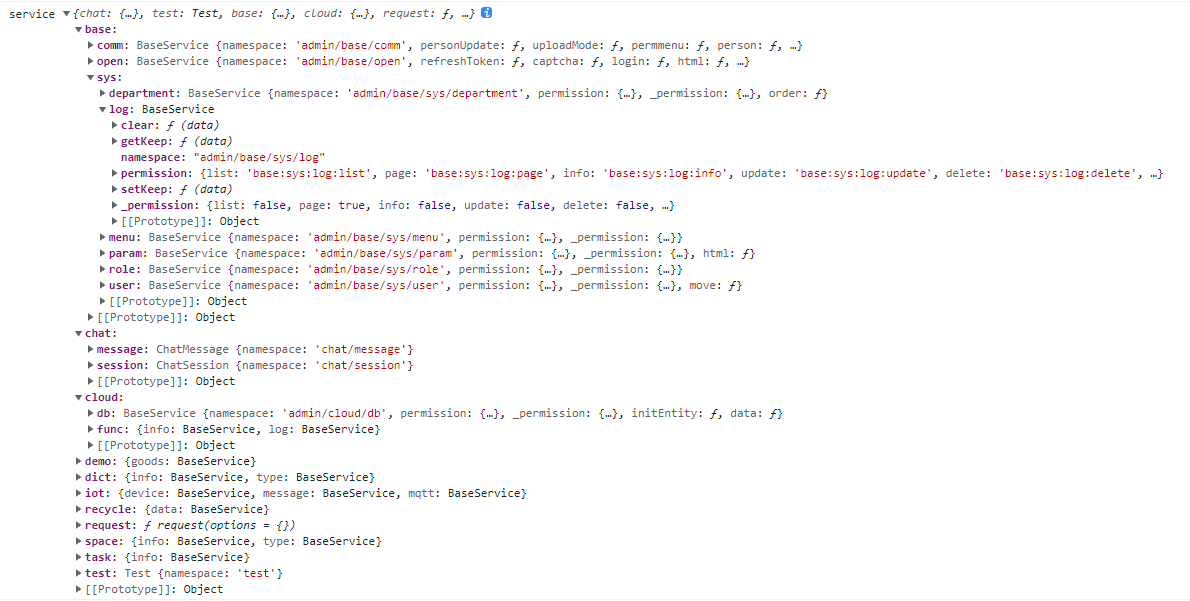 service ▼{chat: {…}, test: Test, base: {…}, cloud: {…}, request: ƒ, …} i
▼base:
▶comm: BaseService {namespace: 'admin/base/comm', personUpdate: ƒ, uploadMode: ƒ, permmenu: ƒ, person: ƒ, …}
▶open: BaseService {namespace: 'admin/base/open', refreshToken: ƒ, captcha: ƒ, login: ƒ, html: ƒ, …}
▼sys:
▶department: BaseService {namespace: 'admin/base/sys/department', permission: {…}, _permission: {…}, order: ƒ}
▼log: BaseService
▶clear: ƒ (data)
▶getKeep: ƒ (data)
namespace: "admin/base/sys/log"
▶permission: {list: 'base:sys:log:list', page: 'base:sys:log:page', info: 'base:sys:log:info', update: 'base:sys:log:update', delete: 'base:sys:log:delete', …}
▶setKeep: ƒ (data)
▶_permission: {list: false, page: true, info: false, update: false, delete: false, …}
▶[[Prototype]]: Object
▶menu: BaseService {namespace: 'admin/base/sys/menu', permission: {…}, _permission: {…}}
▶param: BaseService {namespace: 'admin/base/sys/param', permission: {…}, _permission: {…}, html: ƒ}
▶role: BaseService {namespace: 'admin/base/sys/role', permission: {…}, _permission: {…}}
▶user: BaseService {namespace: 'admin/base/sys/user', permission: {…}, _permission: {…}, move: ƒ}
▶[[Prototype]]: Object
▶[[Prototype]]: Object
▼chat:
▶message: ChatMessage {namespace: 'chat/message'}
▶session: ChatSession {namespace: 'chat/session'}
▶[[Prototype]]: Object
▼cloud:
▶db: BaseService {namespace: 'admin/cloud/db', permission: {…}, _permission: {…}, initEntity: ƒ, data: ƒ}
▶func: {info: BaseService, log: BaseService}
▶[[Prototype]]: Object
▶demo: {goods: BaseService}
▶dict: {info: BaseService, type: BaseService}
▶iot: {device: BaseService, message: BaseService, mqtt: BaseService}
▶recycle: {data: BaseService}
▶request: ƒ request(options = {})
▶space: {info: BaseService, type: BaseService}
▶task: {info: BaseService}
▶test: Test {namespace: 'test'}
▶[[Prototype]]: Object